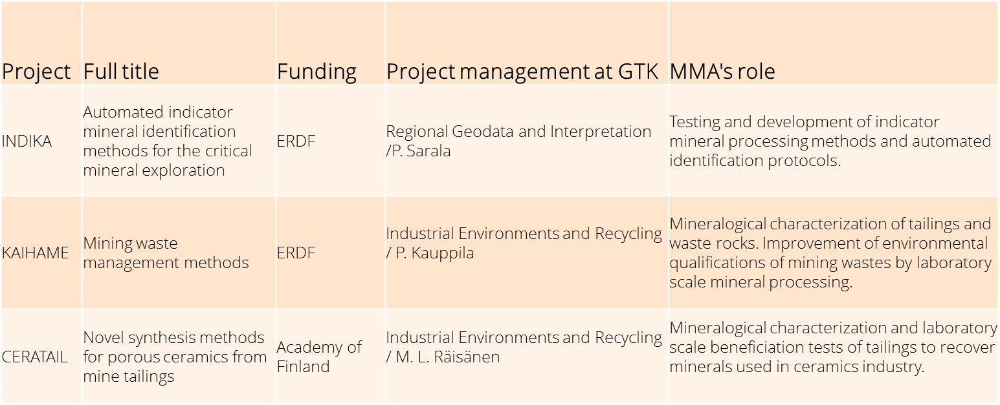 Project
Full title
Funding
Project management at GTK
MMA's role
INDIKA
Automated indicator
mineral identification
methods for the critical
mineral exploration
ERDF
Regional Geodata and Interpretation
/P. Sarala
Testing and development of indicator
mineral processing methods and automated
identification protocols.
KAIHAME
Mining waste
management methods
ERDF
Industrial Environments and Recycling
/ P. Kauppila
Mineralogical characterization of tailings and
waste rocks. Improvement of environmental
qualifications of mining wastes by laboratory
scale mineral processing.
CERATAIL
Novel synthesis methods
for porous ceramics from
mine tailings
Academy of
Finland
Industrial Environments and Recycling
/ M. L. Räisänen
Mineralogical characterization and laboratory
scale beneficiation tests of tailings to recover
minerals used in ceramics industry.